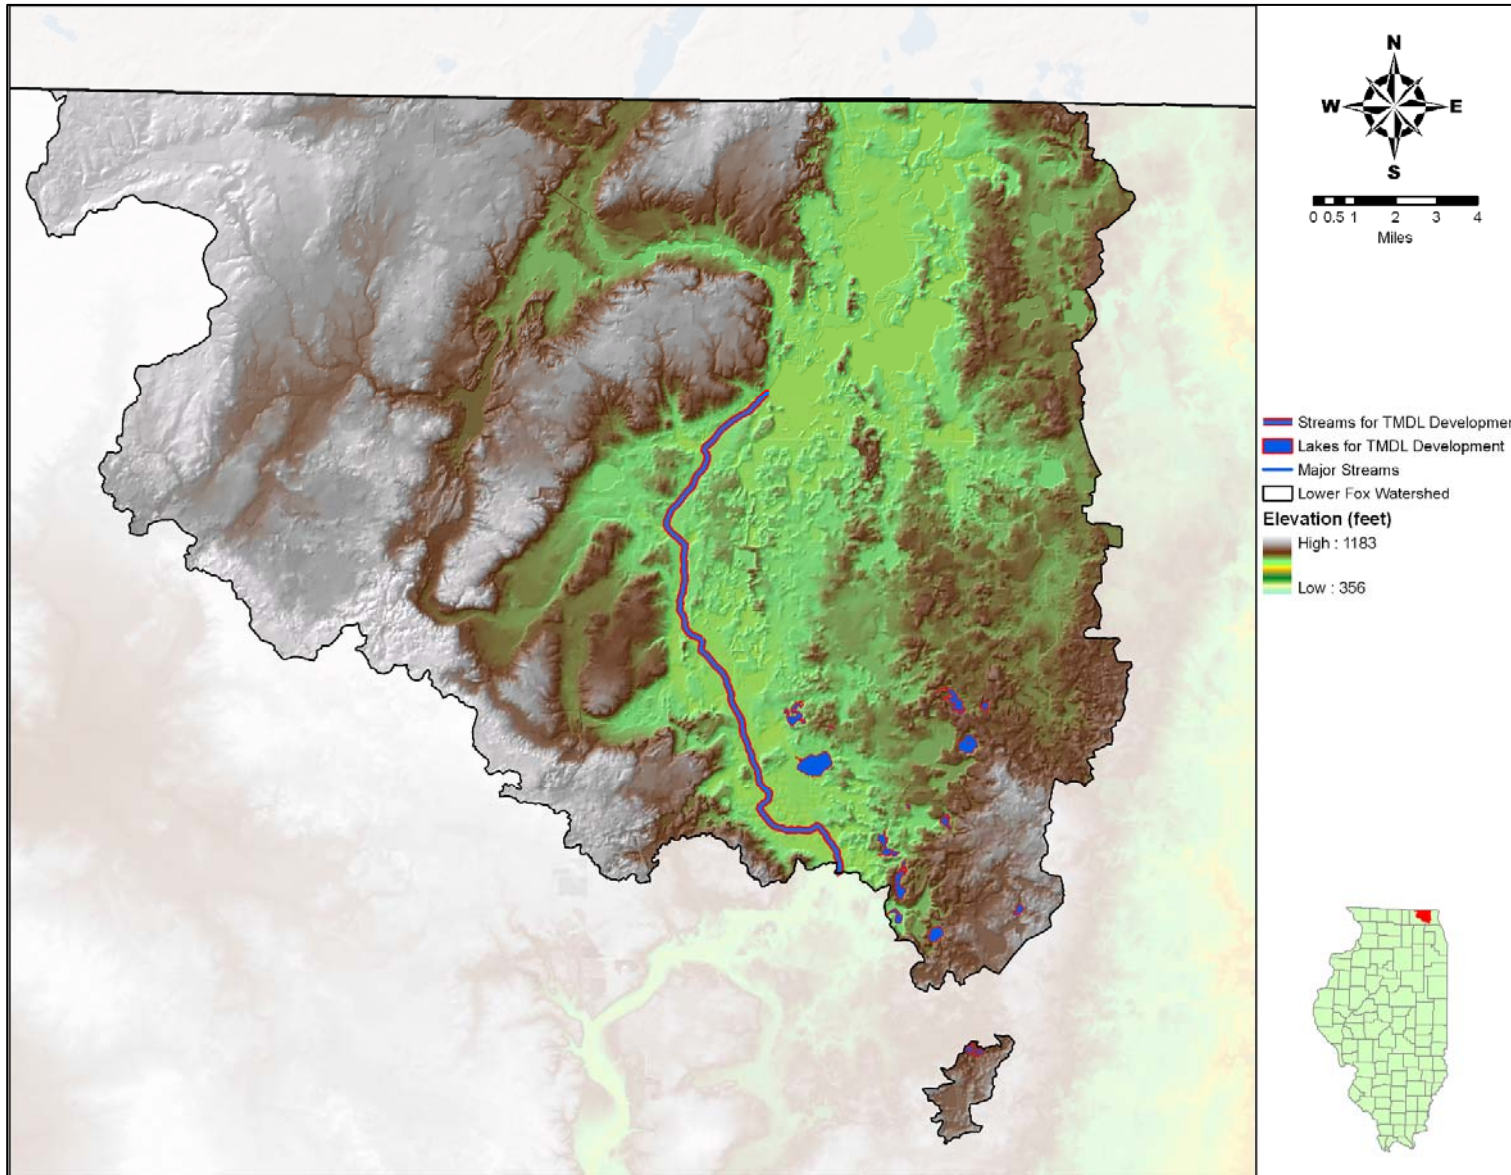 N
W E
S
0 0.5 1 2 3 4
Miles
Streams for TMDL Developmen
Lakes for TMDL Development
Major Streams
Lower Fox Watershed
Elevation (feet)
High : 1183
Low : 356